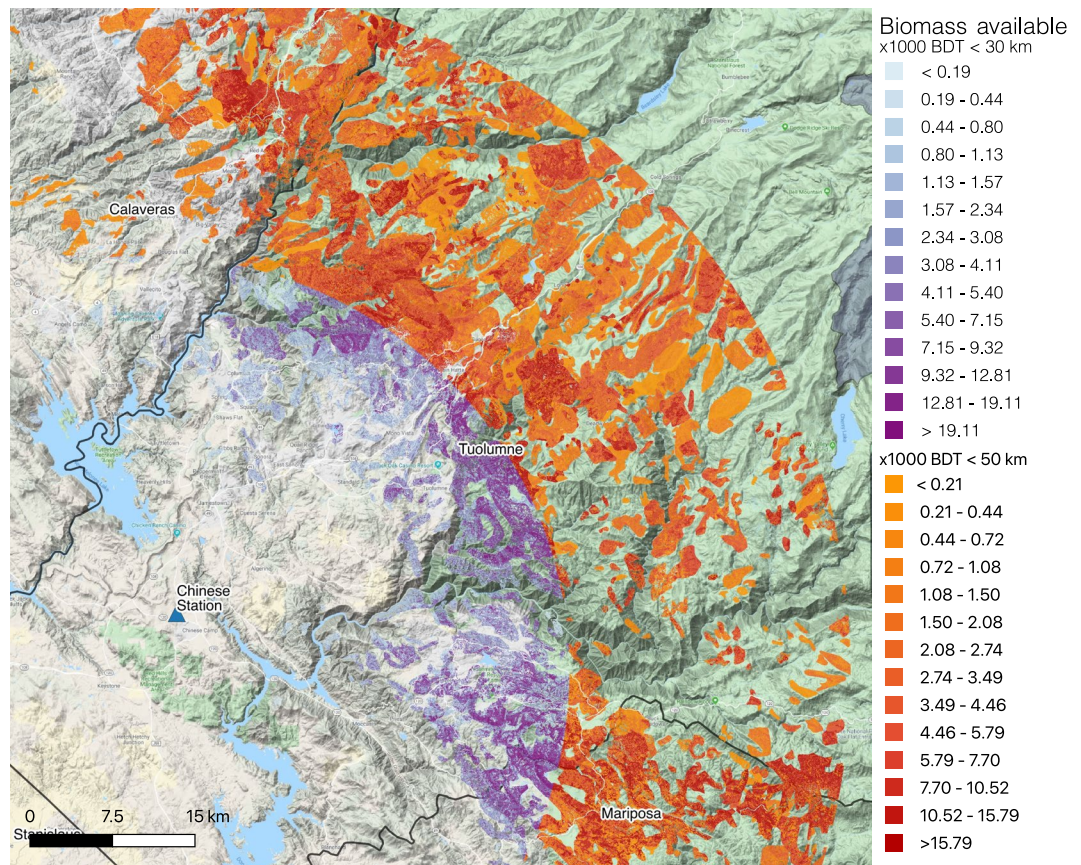 Biomass available
x1000 BDT < 30 km
< 0.19
0.19 - 0.44
0.44 - 0.80
0.80 - 1.13
1.13 - 1.57
1.57 - 2.34
2.34 - 3.08
3.08 - 4.11
4.11 - 5.40
5.40 - 7.15
7.15 - 9.32
9.32 - 12.81
12.81 - 19.11
> 19.11
x1000 BDT < 50 km
< 0.21
0.21 - 0.44
0.44 - 0.72
0.72 - 1.08
1.08 - 1.50
1.50 - 2.08
2.08 - 2.74
2.74 - 3.49
3.49 - 4.46
4.46 - 5.79
5.79 - 7.70
7.70 - 10.52
10.52 - 15.79
>15.79
Calaveras
Vallecito
Tuolumne
Tuolumne
Chinese
Station
Chinese Camp
Keystone
Mariposa
0 7.5 15 km
Stanislaus